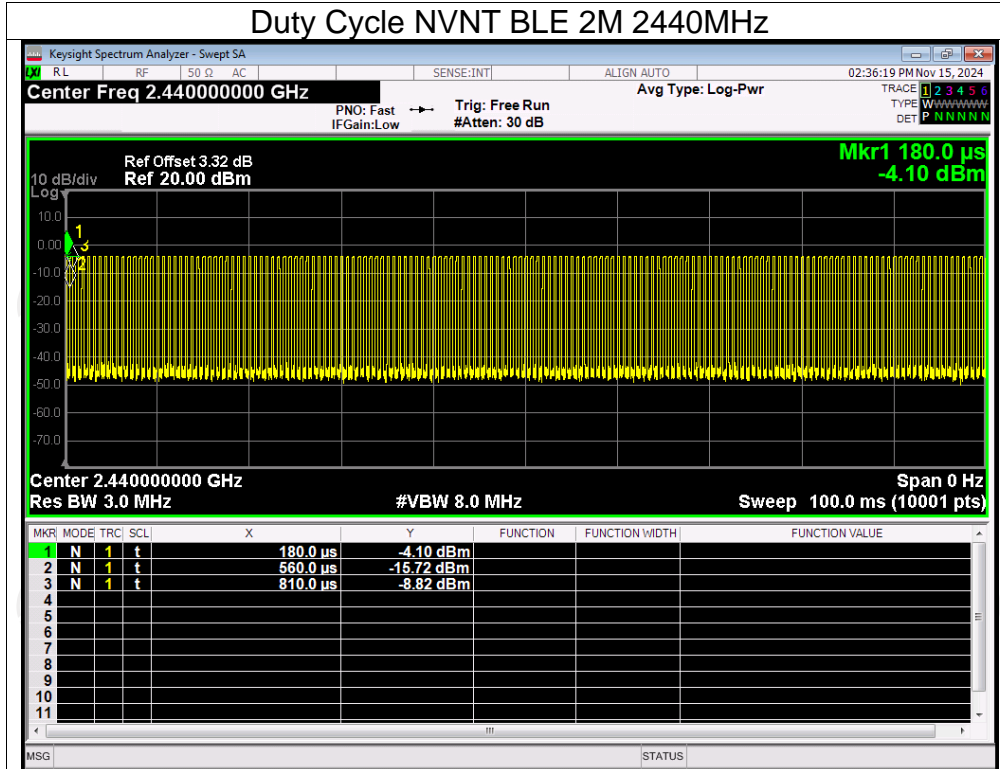 Duty Cycle NVNT BLE 2M 2440MHz
Keysight Spectrum Analyzer - Swept SA
LXI RL RF 50 Ω AC SENSE:INT ALIGN AUTO 02:36:19 PM Nov 15, 2024
Center Freq 2.440000000 GHz Avg Type: Log-Pwr TRACE 1 2 3 4 5 6
PNO: Fast Trig: Free Run TYPE WWWWWW
IFGain:Low #Atten: 30 dB DET P N N N N N
Mkr1 180.0 µs
Ref Offset 3.32 dB
10 dB/div Ref 20.00 dBm -4.10 dBm
Log
10.0
1
0.00 3
-10.0 2
-20.0
-30.0
-40.0
-50.0
-60.0
-70.0
Center 2.440000000 GHz Span 0 Hz
Res BW 3.0 MHz #VBW 8.0 MHz Sweep 100.0 ms (10001 pts)
MKR MODE TRC SCL X Y FUNCTION FUNCTION WIDTH FUNCTION VALUE
1 N 1 t 180.0 µs -4.10 dBm
2 N 1 t 560.0 µs -15.72 dBm
3 N 1 t 810.0 µs -8.82 dBm
4
5
6
7
8
9
10
11
MSG STATUS